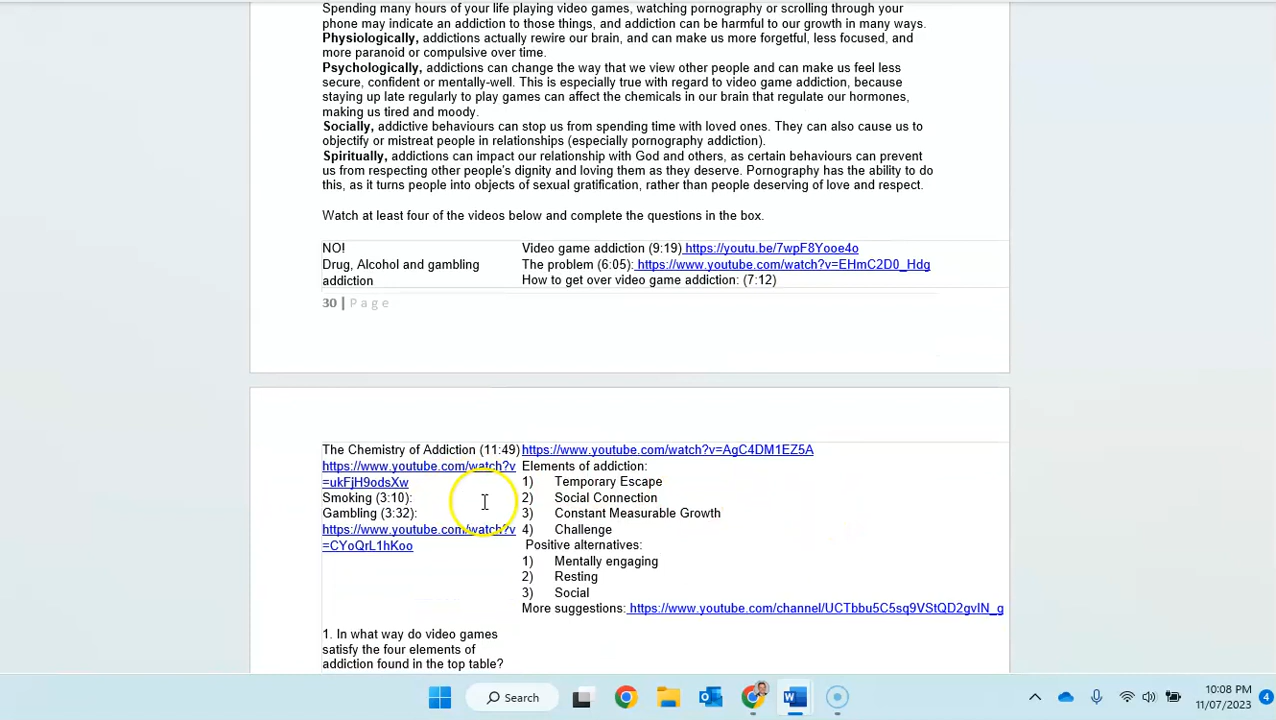 Spending many hours of your life playing video games, watching pornography or scrolling through your
phone may indicate an addiction to those things, and addiction can be harmful to our growth in many ways.
Physiologically, addictions actually rewire our brain, and can make us more forgetful, less focused, and
more paranoid or compulsive over time.
Psychologically, addictions can change the way that we view other people and can make us feel less
secure, confident or mentally-well. This is especially true with regard to video game addiction, because
staying up late regularly to play games can affect the chemicals in our brain that regulate our hormones,
making us tired and moody.
Socially, addictive behaviours can stop us from spending time with loved ones. They can also cause us to
objectify or mistreat people in relationships (especially pornography addiction).
Spiritually, addictions can impact our relationship with God and others, as certain behaviours can prevent
us from respecting other people's dignity and loving them as they deserve. Pornography has the ability to do
this, as it turns people into objects of sexual gratification, rather than people deserving of love and respect.
Watch at least four of the videos below and complete the questions in the box.
NO!
Drug, Alcohol and gambling
addiction
Video game addiction (9:19) https://youtu.be/7wpF8Yooe4o
The problem (6:05): https://www.youtube.com/watch?v=EHmC2D0_Hdg
How to get over video game addiction: (7:12)
30 | Page
The Chemistry of Addiction (11:49)
https://www.youtube.com/watch?v
=ukFjH9odsXw
Smoking (3:10):
Gambling (3:32):
https://www.youtube.com/watch?v
=CYoQrL1hKoo
https://www.youtube.com/watch?v=AgC4DM1EZ5A
Elements of addiction:
1) Temporary Escape
2) Social Connection
3) Constant Measurable Growth
4) Challenge
Positive alternatives:
1) Mentally engaging
2) Resting
3) Social
More suggestions: https://www.youtube.com/channel/UCTbbu5C5sq9VStQD2gvIN_g
1. In what way do video games
satisfy the four elements of
addiction found in the top table?
Search
10:08 PM
11/07/2023
4